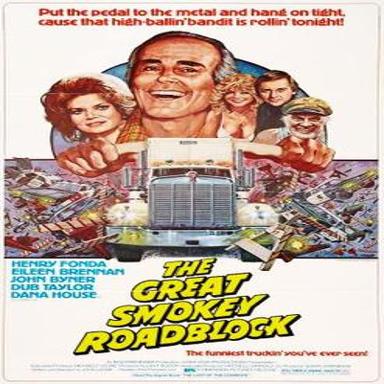 Put the pedal to the metal and hang on tight,
cause that high-ballin' bandit is rollin' tonight!
HENRY FONDA
EILEEN BRENNAN
JOHN BYNER
DUB TAYLOR
DANA HOUSE
THE
GREAT
SMOKEY
ROADBLOCK
The funniest truckin' you've ever seen!